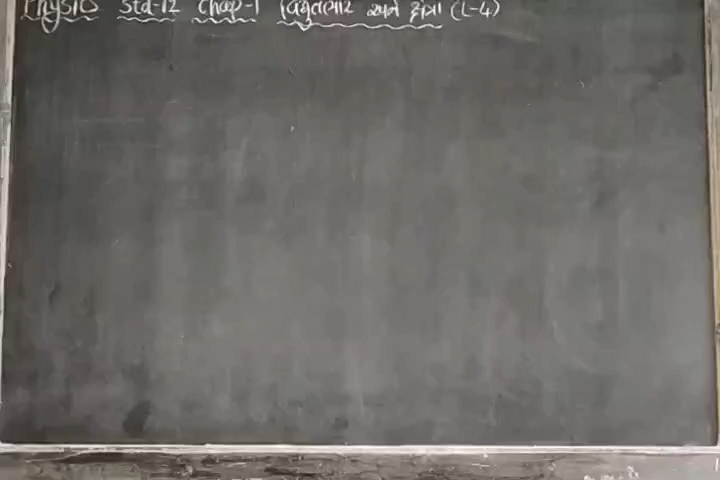 Physics Std-12 Chap-1 વિદ્યુતભાર અને ક્ષેત્રો (L-4)